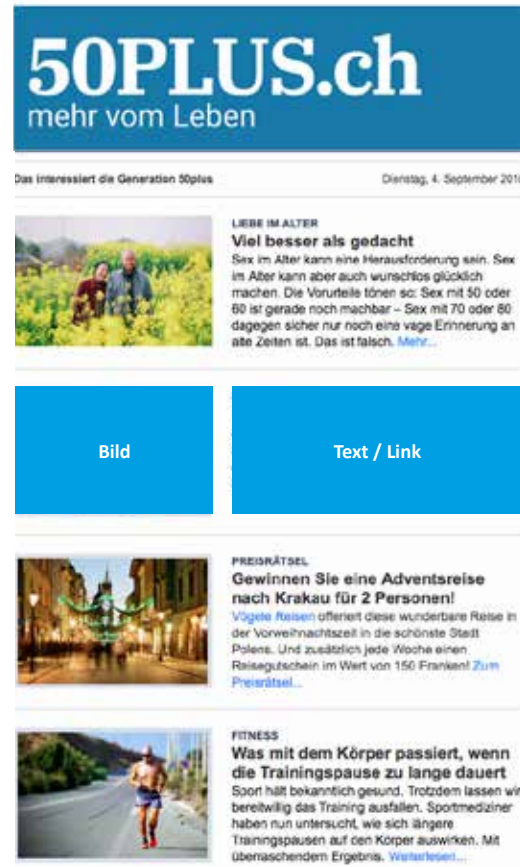 50PLUS.ch
mehr vom Leben
Das interessiert die Generation 50plus
Dienstag, 4. September
LIEBE IM ALTER
Viel besser als gedacht
Sex im Alter kann eine Herausforderung sein. Sex
im Alter kann aber auch wunschlos glücklich
machen. Die Vorurteile tönen so: Sex mit 50 oder
60 ist gerade noch machbar – Sex mit 70 oder 80
dagegen sicher nur noch eine vage Erinnerung an
alte Zeiten ist. Das ist falsch. Mehr...
Bild
Text / Link
PREISRÄTSEL
Gewinnen Sie eine Adventsreise
nach Krakau für 2 Personen!
Vögele Reisen offeriert diese wunderbare Reise in
der Vorweihnachtszeit in die schönste Stadt
Polens. Und zusätzlich jede Woche einen
Reisegutschein im Wert von 150 Franken! Zum
Preisrätsel...
FITNESS
Was mit dem Körper passiert, wenn
die Trainingspause zu lange dauert
Sport hält bekanntlich gesund. Trotzdem lassen wir
bereitwillig das Training ausfallen. Sportmediziner
haben nun untersucht, wie sich längere
Trainingspausen auf den Körper auswirken. Mit
überraschendem Ergebnis. Weiterlesen...